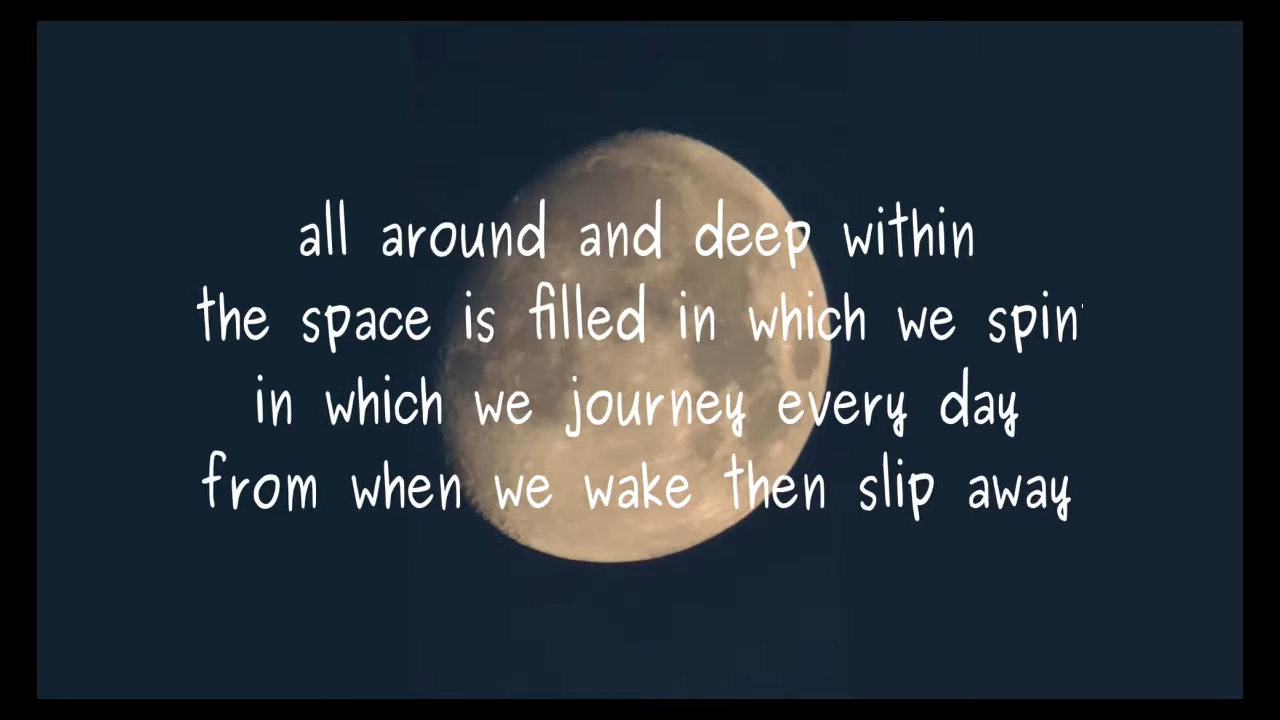 all around and deep within
the space is filled in which we spin
in which we journey every day
from when we wake then slip away